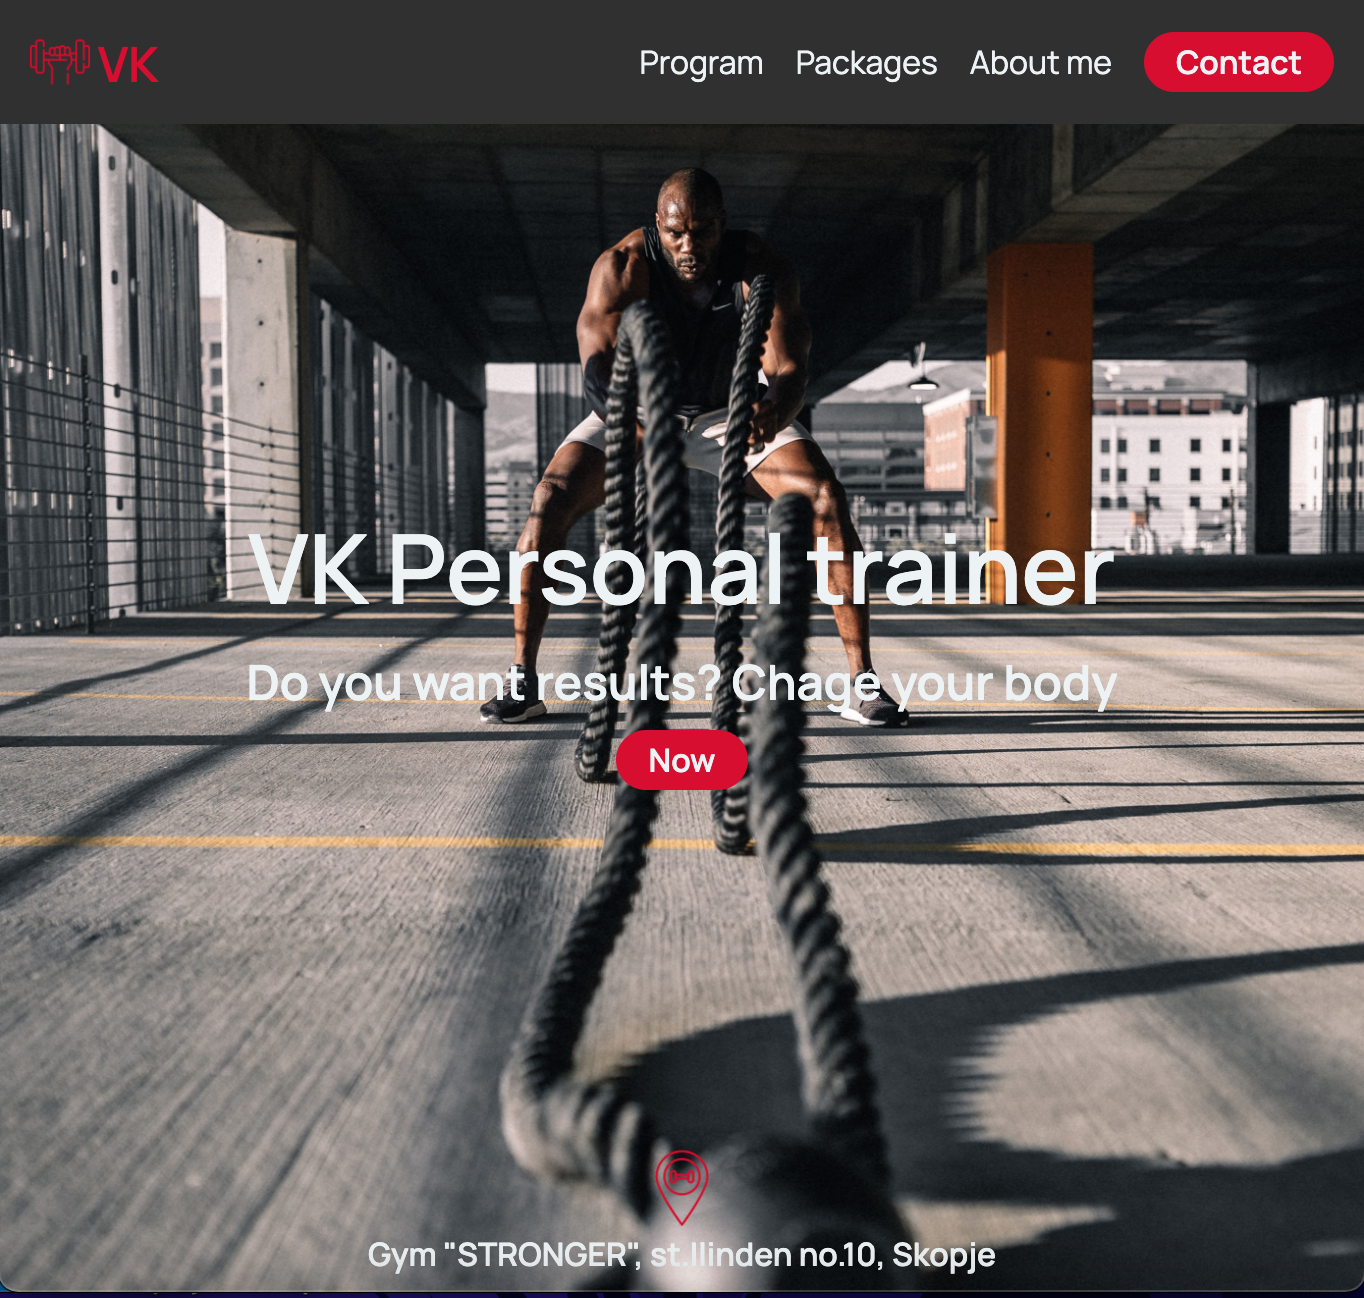 VK
Program Packages About me Contact
VK Personal trainer
Do you want results? Chage your body
Now
Gym "STRONGER", st.Ilinden no.10, Skopje